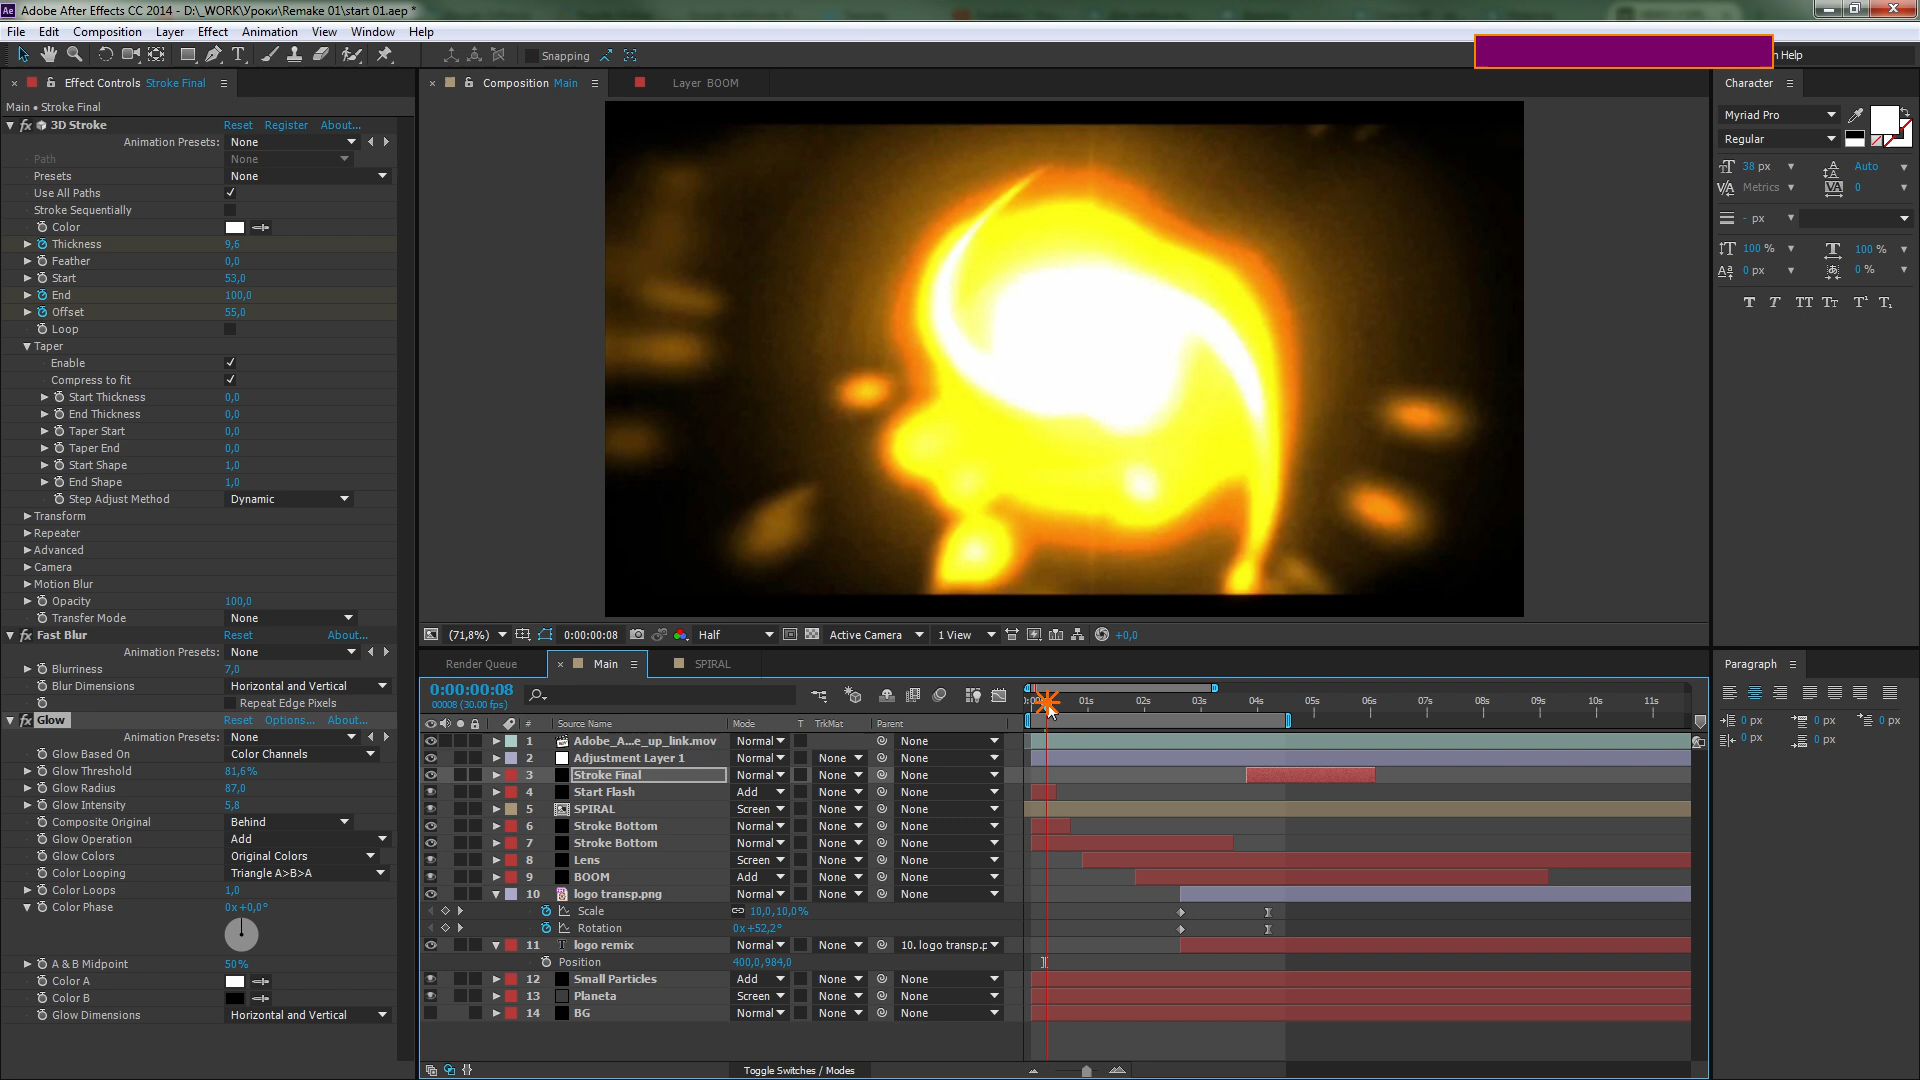 Adobe After Effects CC 2014 - D:\_WORK\Уроки\Remake 01\start 01.aep *
File Edit Composition Layer Effect Animation View Window Help
Snapping
Help
Effect Controls Stroke Final
Main • Stroke Final
fx 3D Stroke Reset Register About...
Animation Presets: None
Path None
Presets None
Use All Paths
Stroke Sequentially
Color
Thickness 9,6
Feather 0,0
Start 53,0
End 100,0
Offset 55,0
Loop
Taper
Enable
Compress to fit
Start Thickness 0,0
End Thickness 0,0
Taper Start 0,0
Taper End 0,0
Start Shape 1,0
End Shape 1,0
Step Adjust Method Dynamic
Transform
Repeater
Advanced
Camera
Motion Blur
Opacity 100,0
Transfer Mode None
fx Fast Blur Reset About...
Animation Presets: None
Blurriness 7,0
Blur Dimensions Horizontal and Vertical
Repeat Edge Pixels
fx Glow Reset Options... About...
Animation Presets: None
Glow Based On Color Channels
Glow Threshold 81,6%
Glow Radius 87,0
Glow Intensity 5,8
Composite Original Behind
Glow Operation Add
Glow Colors Original Colors
Color Looping Triangle A>B>A
Color Loops 1,0
Color Phase 0x+0,0°
A & B Midpoint 50%
Color A
Color B
Glow Dimensions Horizontal and Vertical
Composition Main
Layer BOOM
(71,8%) 0:00:00:08 Half Active Camera 1 View +0,0
Render Queue Main SPIRAL
0:00:00:08
00008 (30.00 fps)
01s 02s 03s 04s 05s 06s 07s 08s 09s 10s 11s
# Source Name Mode T TrkMat Parent
1 Adobe_A...e_up_link.mov Normal None
2 Adjustment Layer 1 Normal None None
3 Stroke Final Normal None None
4 Start Flash Add None None
5 SPIRAL Screen None None
6 Stroke Bottom Normal None None
7 Stroke Bottom Normal None None
8 Lens Screen None None
9 BOOM Add None None
10 logo transp.png Normal None None
Scale 10,0,10,0%
Rotation 0x+52,2°
11 logo remix Normal None 10. logo transp.p
Position 400,0,984,0
12 Small Particles Add None None
13 Planeta Screen None None
14 BG Normal None None
Toggle Switches / Modes
Character
Myriad Pro
Regular
38 px Auto
Metrics 0
- px
100 % 100 %
0 px 0 %
T T TT Tr T¹ T₁
Paragraph
0 px 0 px 0 px
0 px 0 px